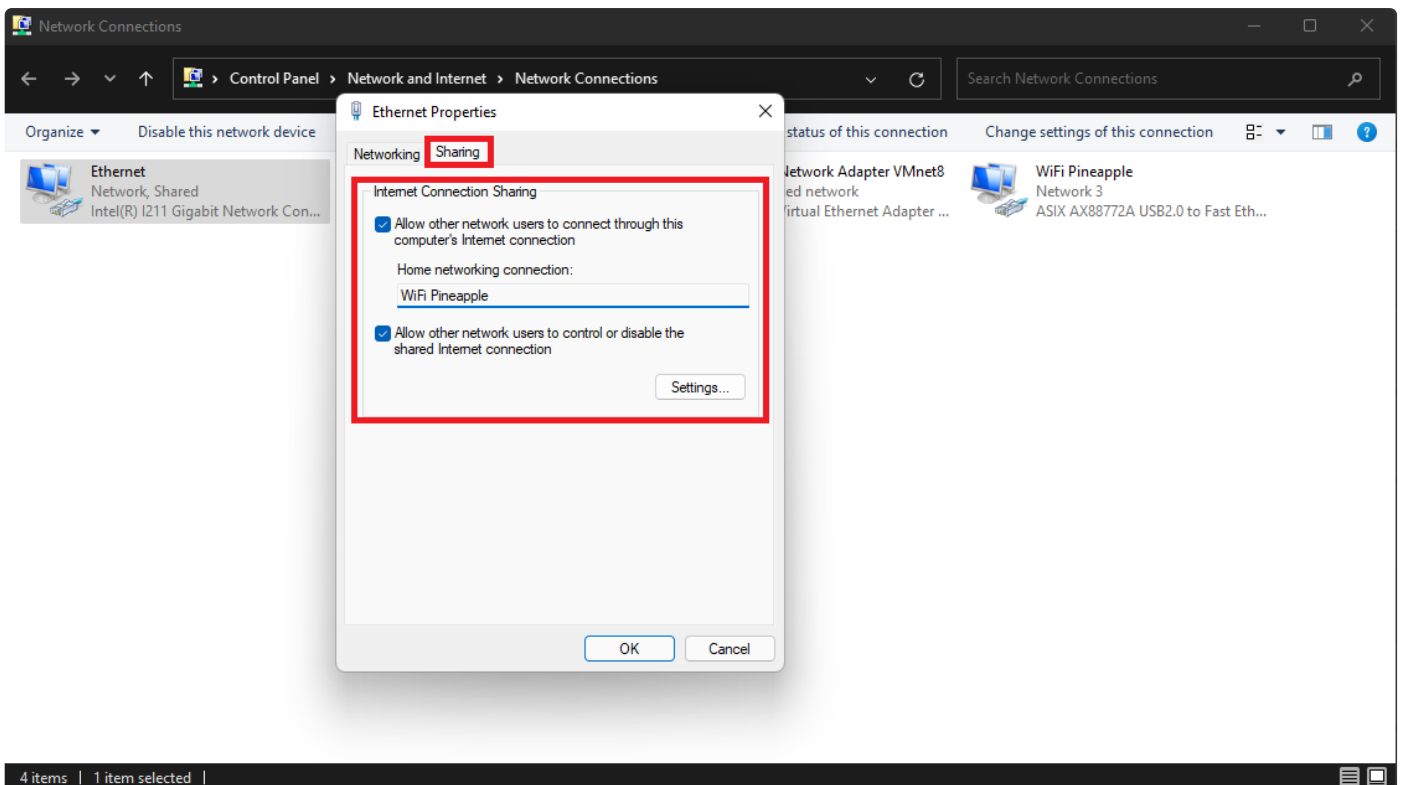 Network Connections
Control Panel > Network and Internet > Network Connections
Search Network Connections
Organize
Disable this network device
status of this connection
Change settings of this connection
Ethernet
Network, Shared
Intel(R) I211 Gigabit Network Con...
Ethernet Properties
Networking
Sharing
Internet Connection Sharing
Allow other network users to connect through this
computer's Internet connection
Home networking connection:
WiFi Pineapple
Allow other network users to control or disable the
shared Internet connection
Settings...
OK
Cancel
Network Adapter VMnet8
ed network
Virtual Ethernet Adapter ...
WiFi Pineapple
Network 3
ASIX AX88772A USB2.0 to Fast Eth...
4 items
1 item selected